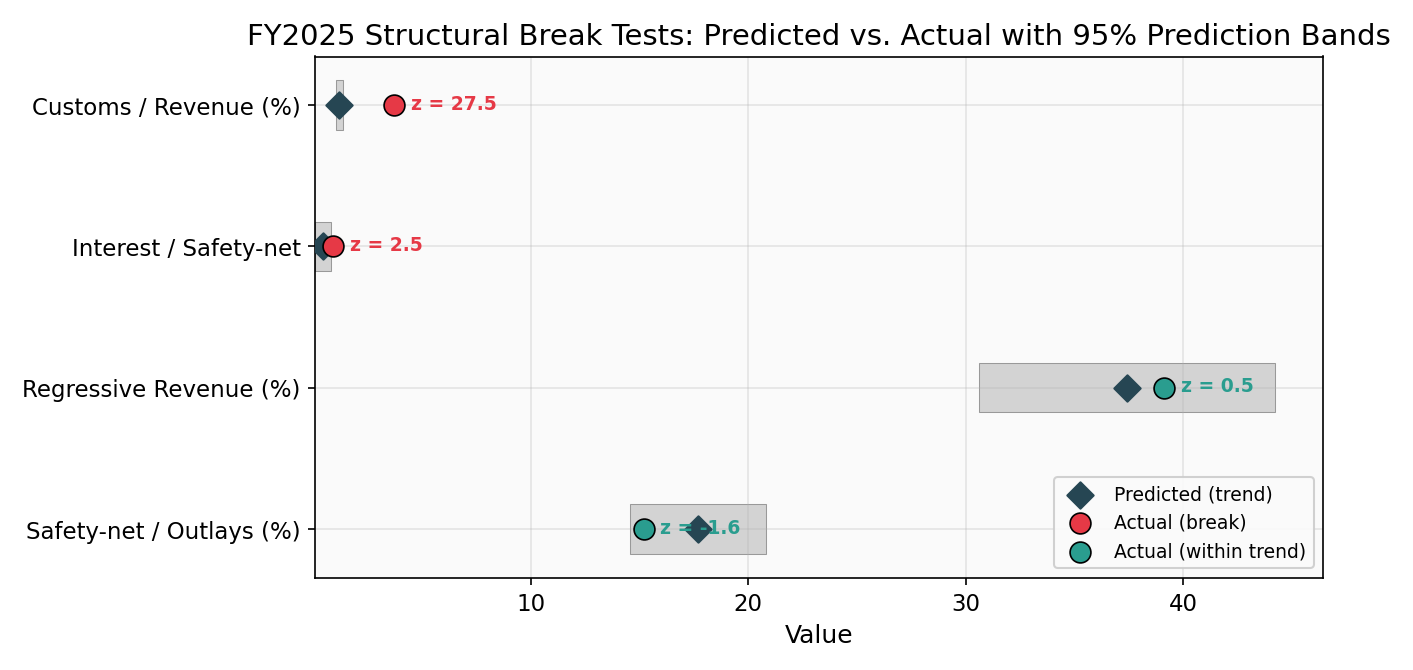 FY2025 Structural Break Tests: Predicted vs. Actual with 95% Prediction Bands
Customs / Revenue (%)
z = 27.5
Interest / Safety-net
z = 2.5
Regressive Revenue (%)
z = 0.5
Safety-net / Outlays (%)
z = -1.6
Predicted (trend)
Actual (break)
Actual (within trend)
10 20 30 40
Value